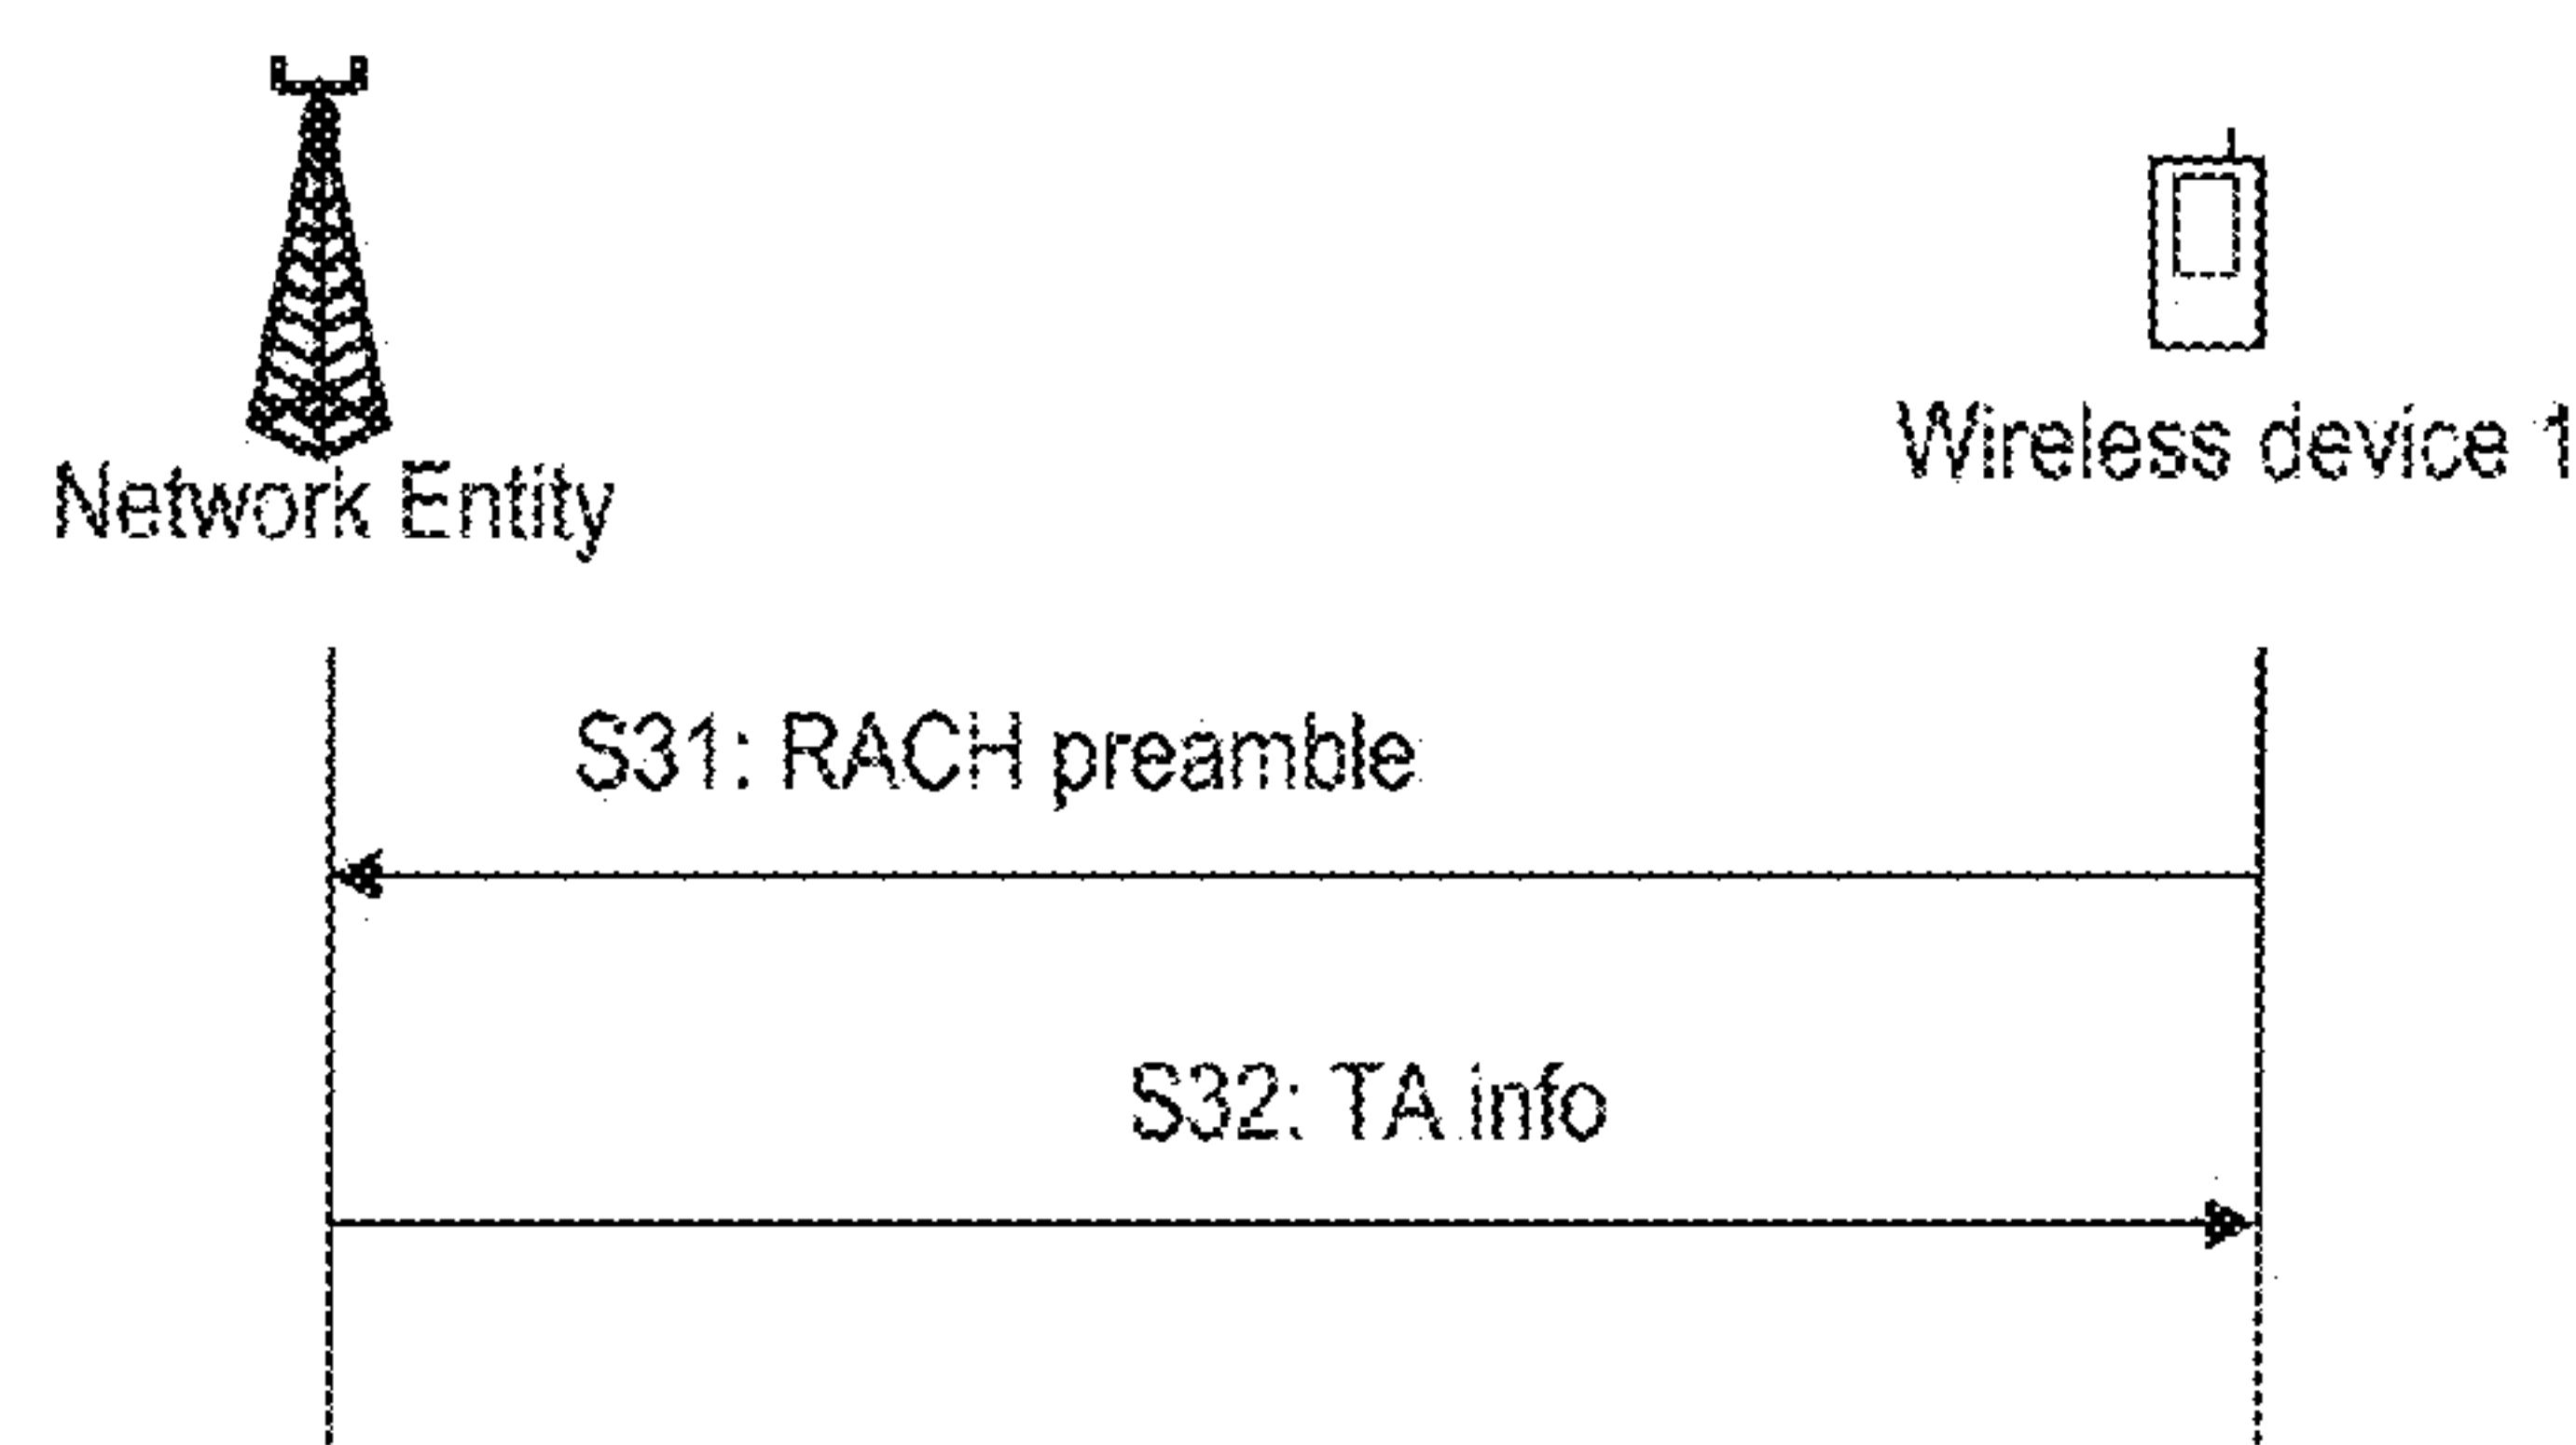 Wireless device 1
Network Entity
S31: RACH preamble
S32: TA info